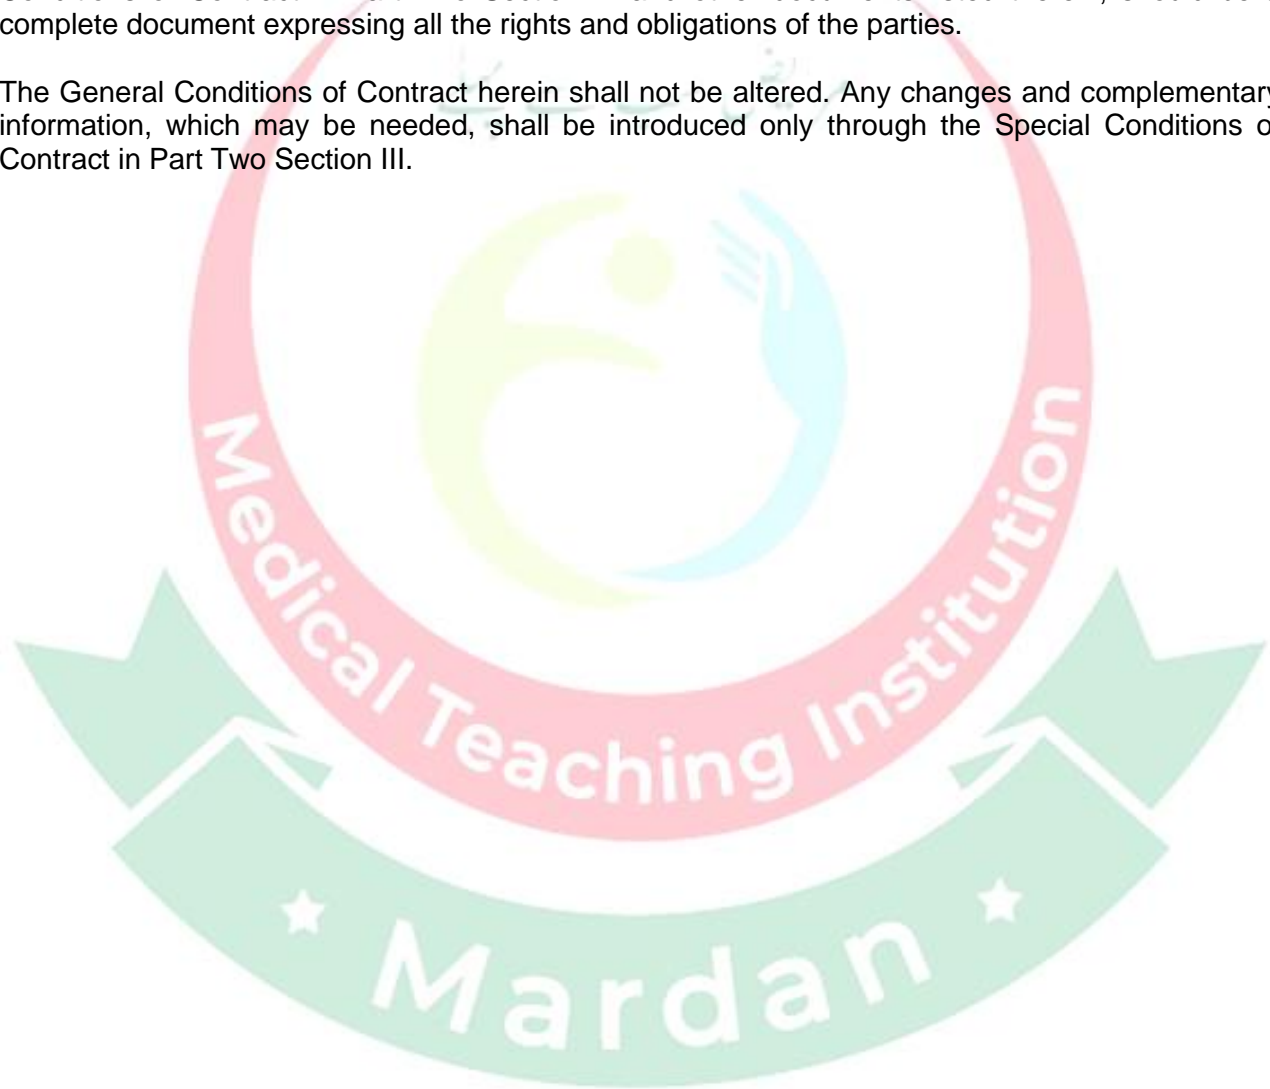 complete document expressing all the rights and obligations of the parties.
The General Conditions of Contract herein shall not be altered. Any changes and complementary
information, which may be needed, shall be introduced only through the Special Conditions o
Contract in Part Two Section III.
Medical Teaching Institution
Mardan